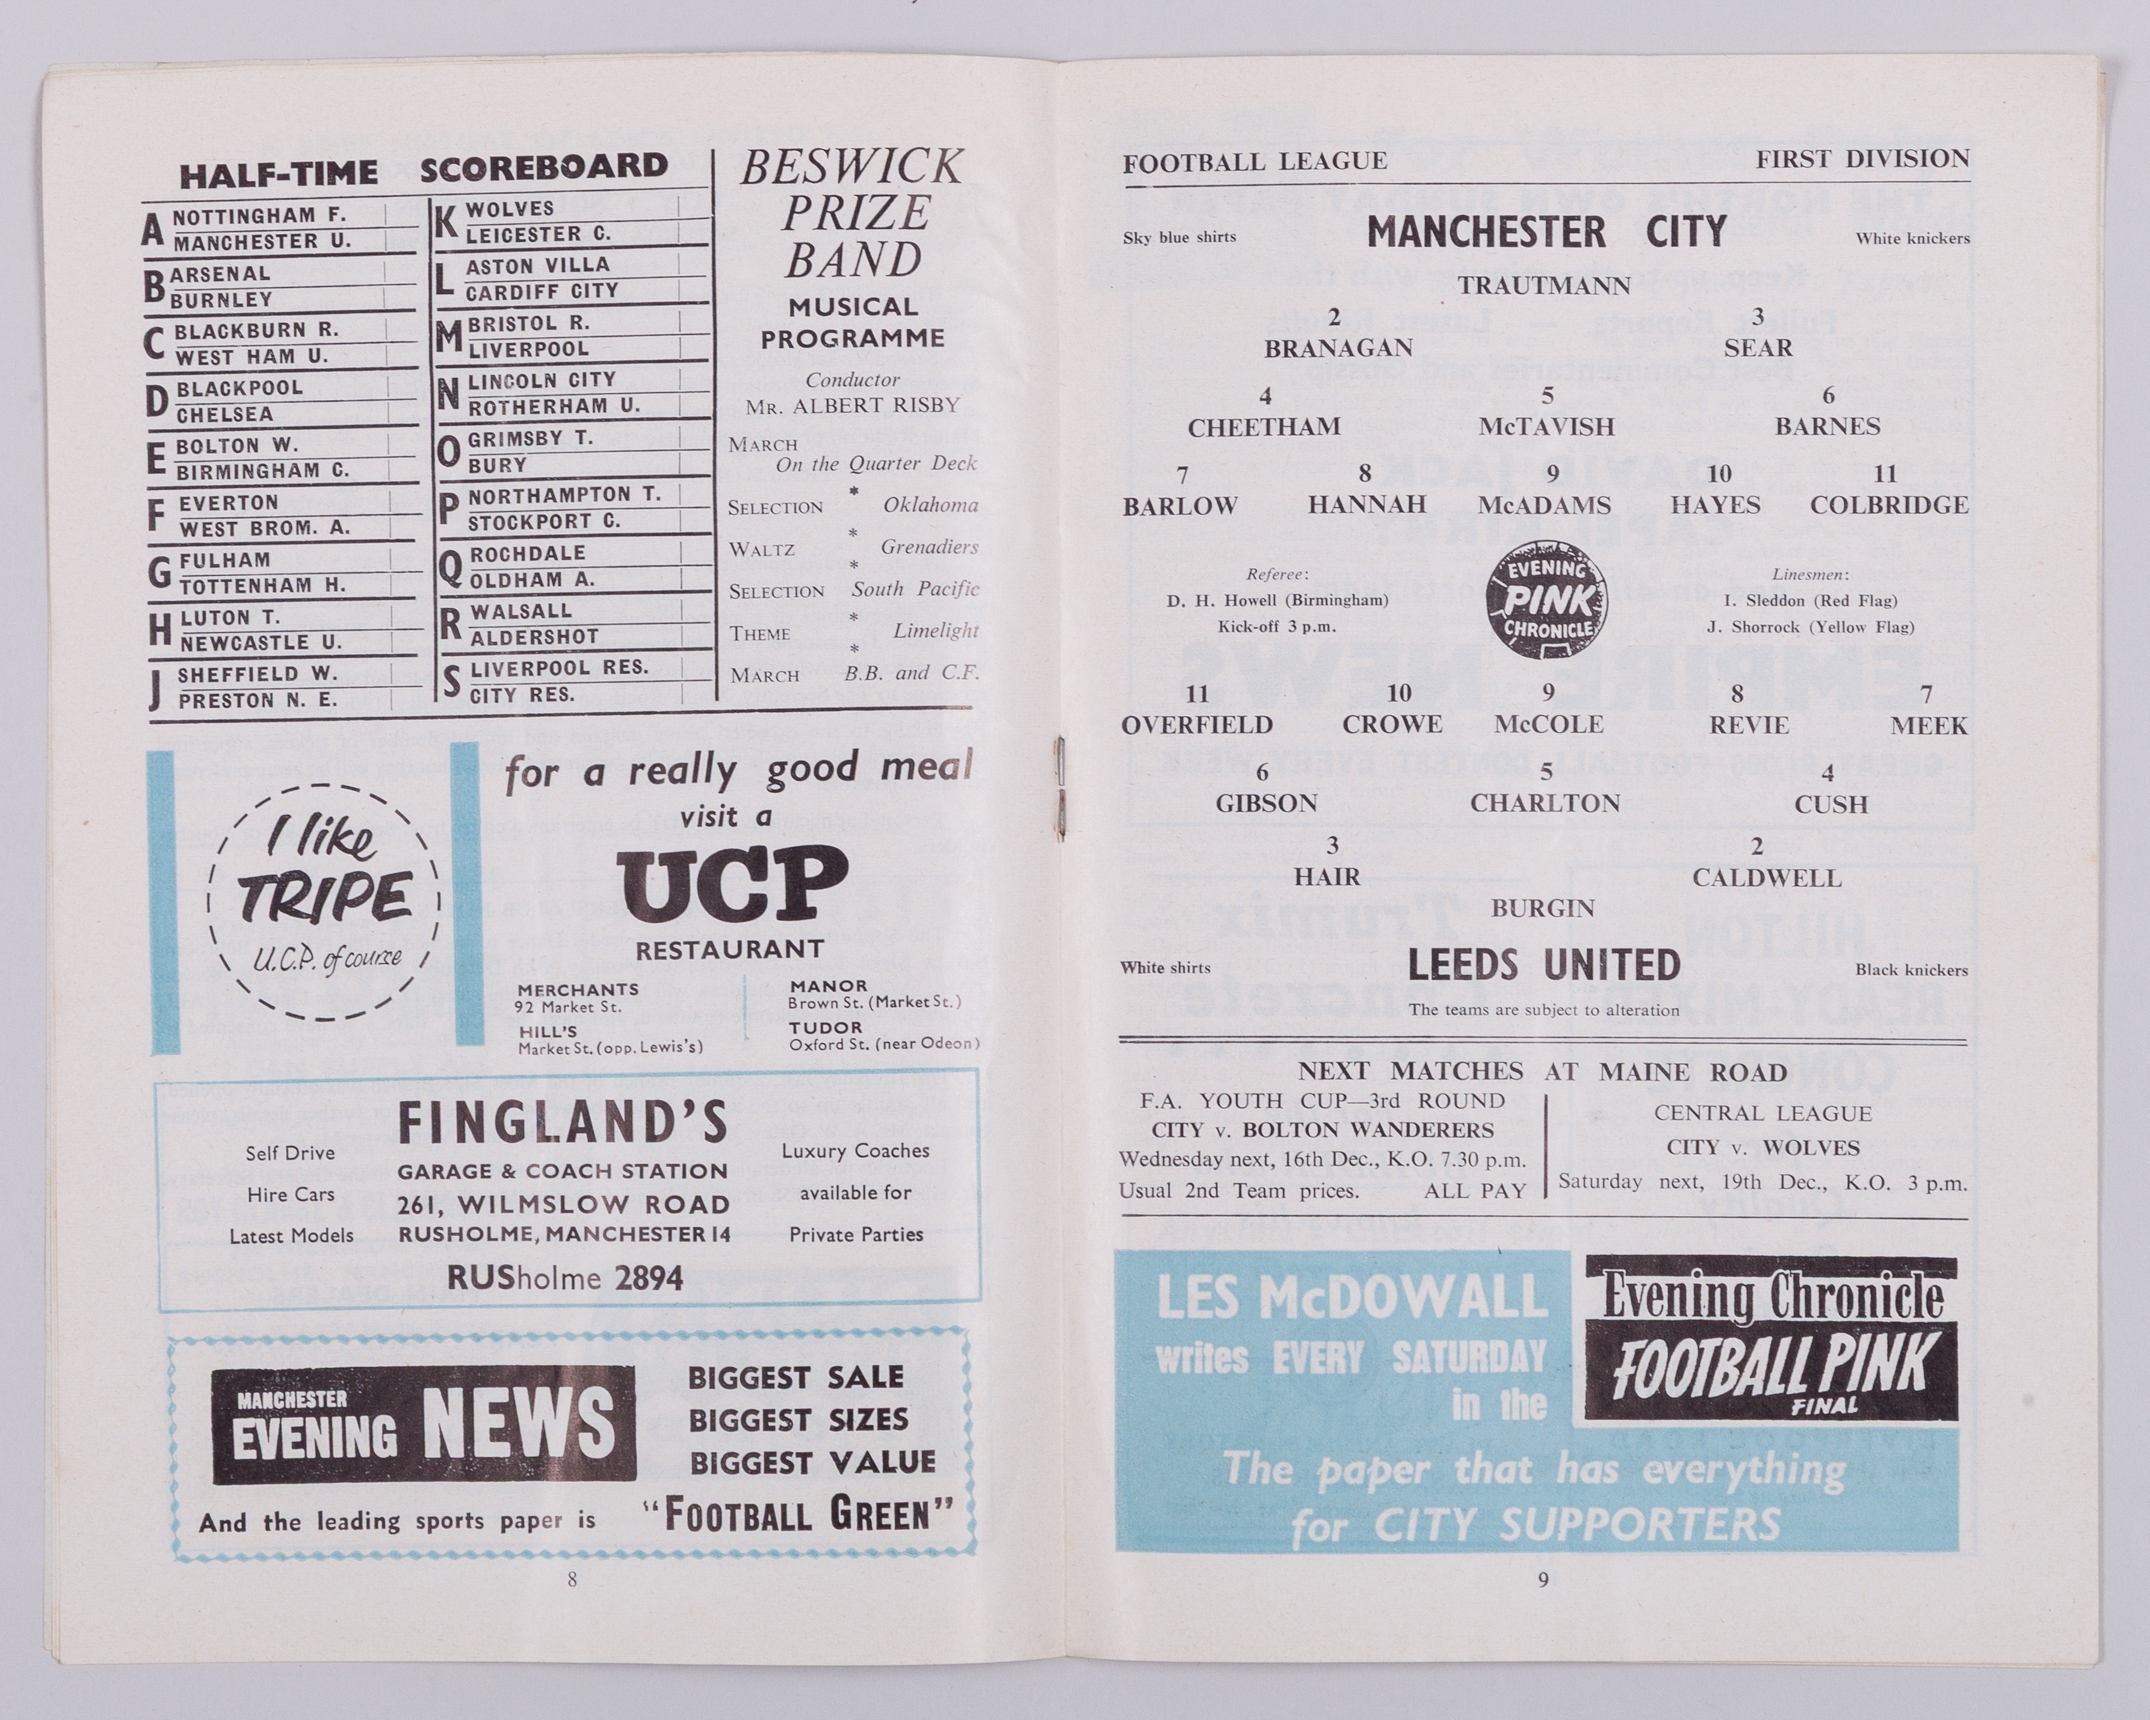 HALF-TIME SCOREBOARD
A NOTTINGHAM F.
MANCHESTER U.
B ARSENAL
BURNLEY
C BLACKBURN R.
WEST HAM U.
D BLACKPOOL
CHELSEA
E BOLTON W.
BIRMINGHAM C.
F EVERTON
WEST BROM. A.
G FULHAM
TOTTENHAM H.
H LUTON T.
NEWCASTLE U.
J SHEFFIELD W.
PRESTON N. E.
K WOLVES
LEICESTER C.
L ASTON VILLA
CARDIFF CITY
M BRISTOL R.
LIVERPOOL
N LINCOLN CITY
ROTHERHAM U.
O GRIMSBY T.
BURY
P NORTHAMPTON T.
STOCKPORT C.
Q ROCHDALE
OLDHAM A.
R WALSALL
ALDERSHOT
S LIVERPOOL RES.
CITY RES.
BESWICK
PRIZE
BAND
MUSICAL
PROGRAMME
Conductor
MR. ALBERT RISBY
MARCH
On the Quarter Deck
*
SELECTION Oklahoma
*
WALTZ Grenadiers
*
SELECTION South Pacific
*
THEME Limelight
*
MARCH B.B. and C.F.
I like
TRIPE
U.C.P. of course
for a really good meal
visit a
UCP
RESTAURANT
MERCHANTS
92 Market St.
HILL'S
Market St. (opp. Lewis's)
MANOR
Brown St. (Market St.)
TUDOR
Oxford St. (near Odeon)
FINGLAND'S
GARAGE & COACH STATION
261, WILMSLOW ROAD
RUSHOLME, MANCHESTER 14
RUSholme 2894
Self Drive
Hire Cars
Latest Models
Luxury Coaches
available for
Private Parties
MANCHESTER
EVENING NEWS
BIGGEST SALE
BIGGEST SIZES
BIGGEST VALUE
And the leading sports paper is "FOOTBALL GREEN"
8
FOOTBALL LEAGUE FIRST DIVISION
Sky blue shirts MANCHESTER CITY White knickers
TRAUTMANN
2 3
BRANAGAN SEAR
4 5 6
CHEETHAM McTAVISH BARNES
7 8 9 10 11
BARLOW HANNAH McADAMS HAYES COLBRIDGE
Referee:
D. H. Howell (Birmingham)
Kick-off 3 p.m.
EVENING
PINK
CHRONICLE
Linesmen:
I. Sleddon (Red Flag)
J. Shorrock (Yellow Flag)
11 10 9 8 7
OVERFIELD CROWE McCOLE REVIE MEEK
6 5 4
GIBSON CHARLTON CUSH
3 2
HAIR CALDWELL
BURGIN
White shirts LEEDS UNITED Black knickers
The teams are subject to alteration
NEXT MATCHES AT MAINE ROAD
F.A. YOUTH CUP—3rd ROUND
CITY v. BOLTON WANDERERS
Wednesday next, 16th Dec., K.O. 7.30 p.m.
Usual 2nd Team prices. ALL PAY
CENTRAL LEAGUE
CITY v. WOLVES
Saturday next, 19th Dec., K.O. 3 p.m.
LES McDOWALL
writes EVERY SATURDAY
in the
Evening Chronicle
FOOTBALL PINK
FINAL
The paper that has everything
for CITY SUPPORTERS
9